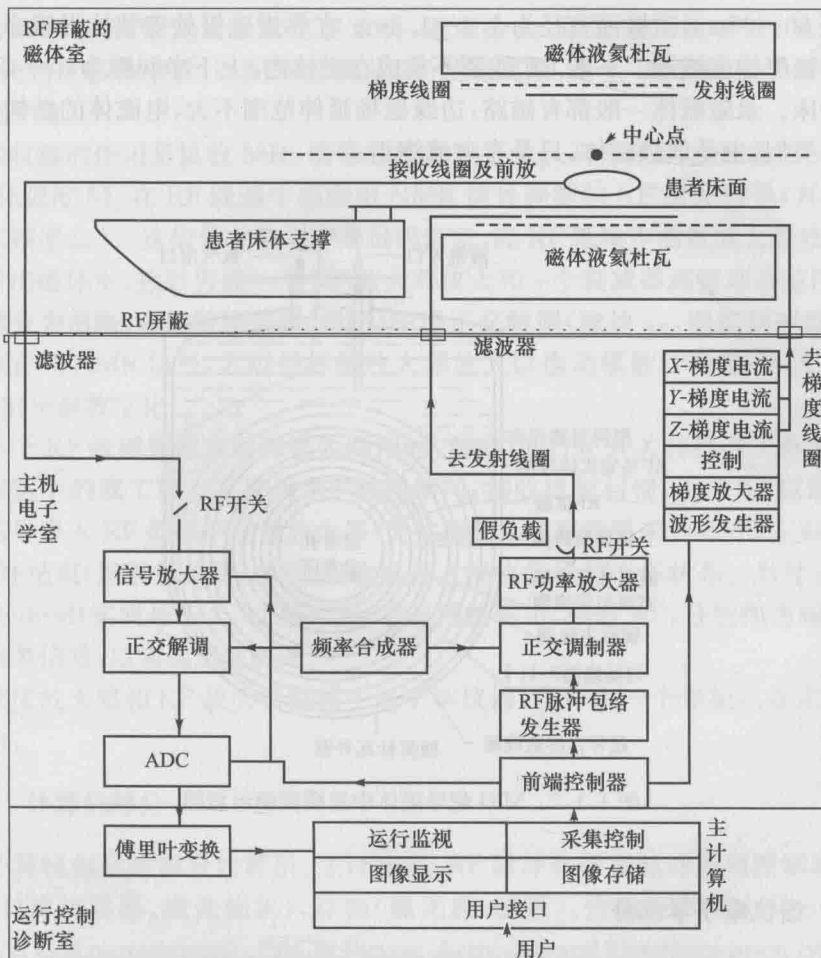 RF屏蔽的
磁体室
磁体液氦杜瓦
梯度线圈
发射线圈
中心点
接收线圈及前放
患者床面
患者床体支撑
磁体液氦杜瓦
RF屏蔽
滤波器
滤波器
X-梯度电流
Y-梯度电流
Z-梯度电流
控制
梯度放大器
波形发生器
去梯度线圈
主机
电子
学室
RF开关
去发射线圈
假负载
RF开关
信号放大器
RF功率放大器
正交解调
频率合成器
正交调制器
RF脉冲包络
发生器
ADC
前端控制器
傅里叶变换
运行监视
采集控制
图像显示
图像存储
用户接口
主计算机
运行控制
诊断室
用户